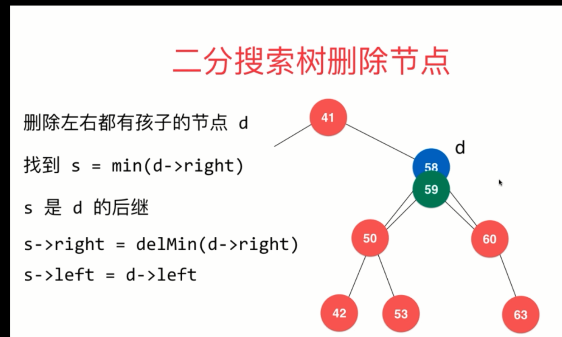 二分搜索树删除节点
删除左右都有孩子的节点 d
找到 s = min(d->right)
s 是 d 的后继
s->right = delMin(d->right)
s->left = d->left
41
d
58
59
50
60
42
53
63